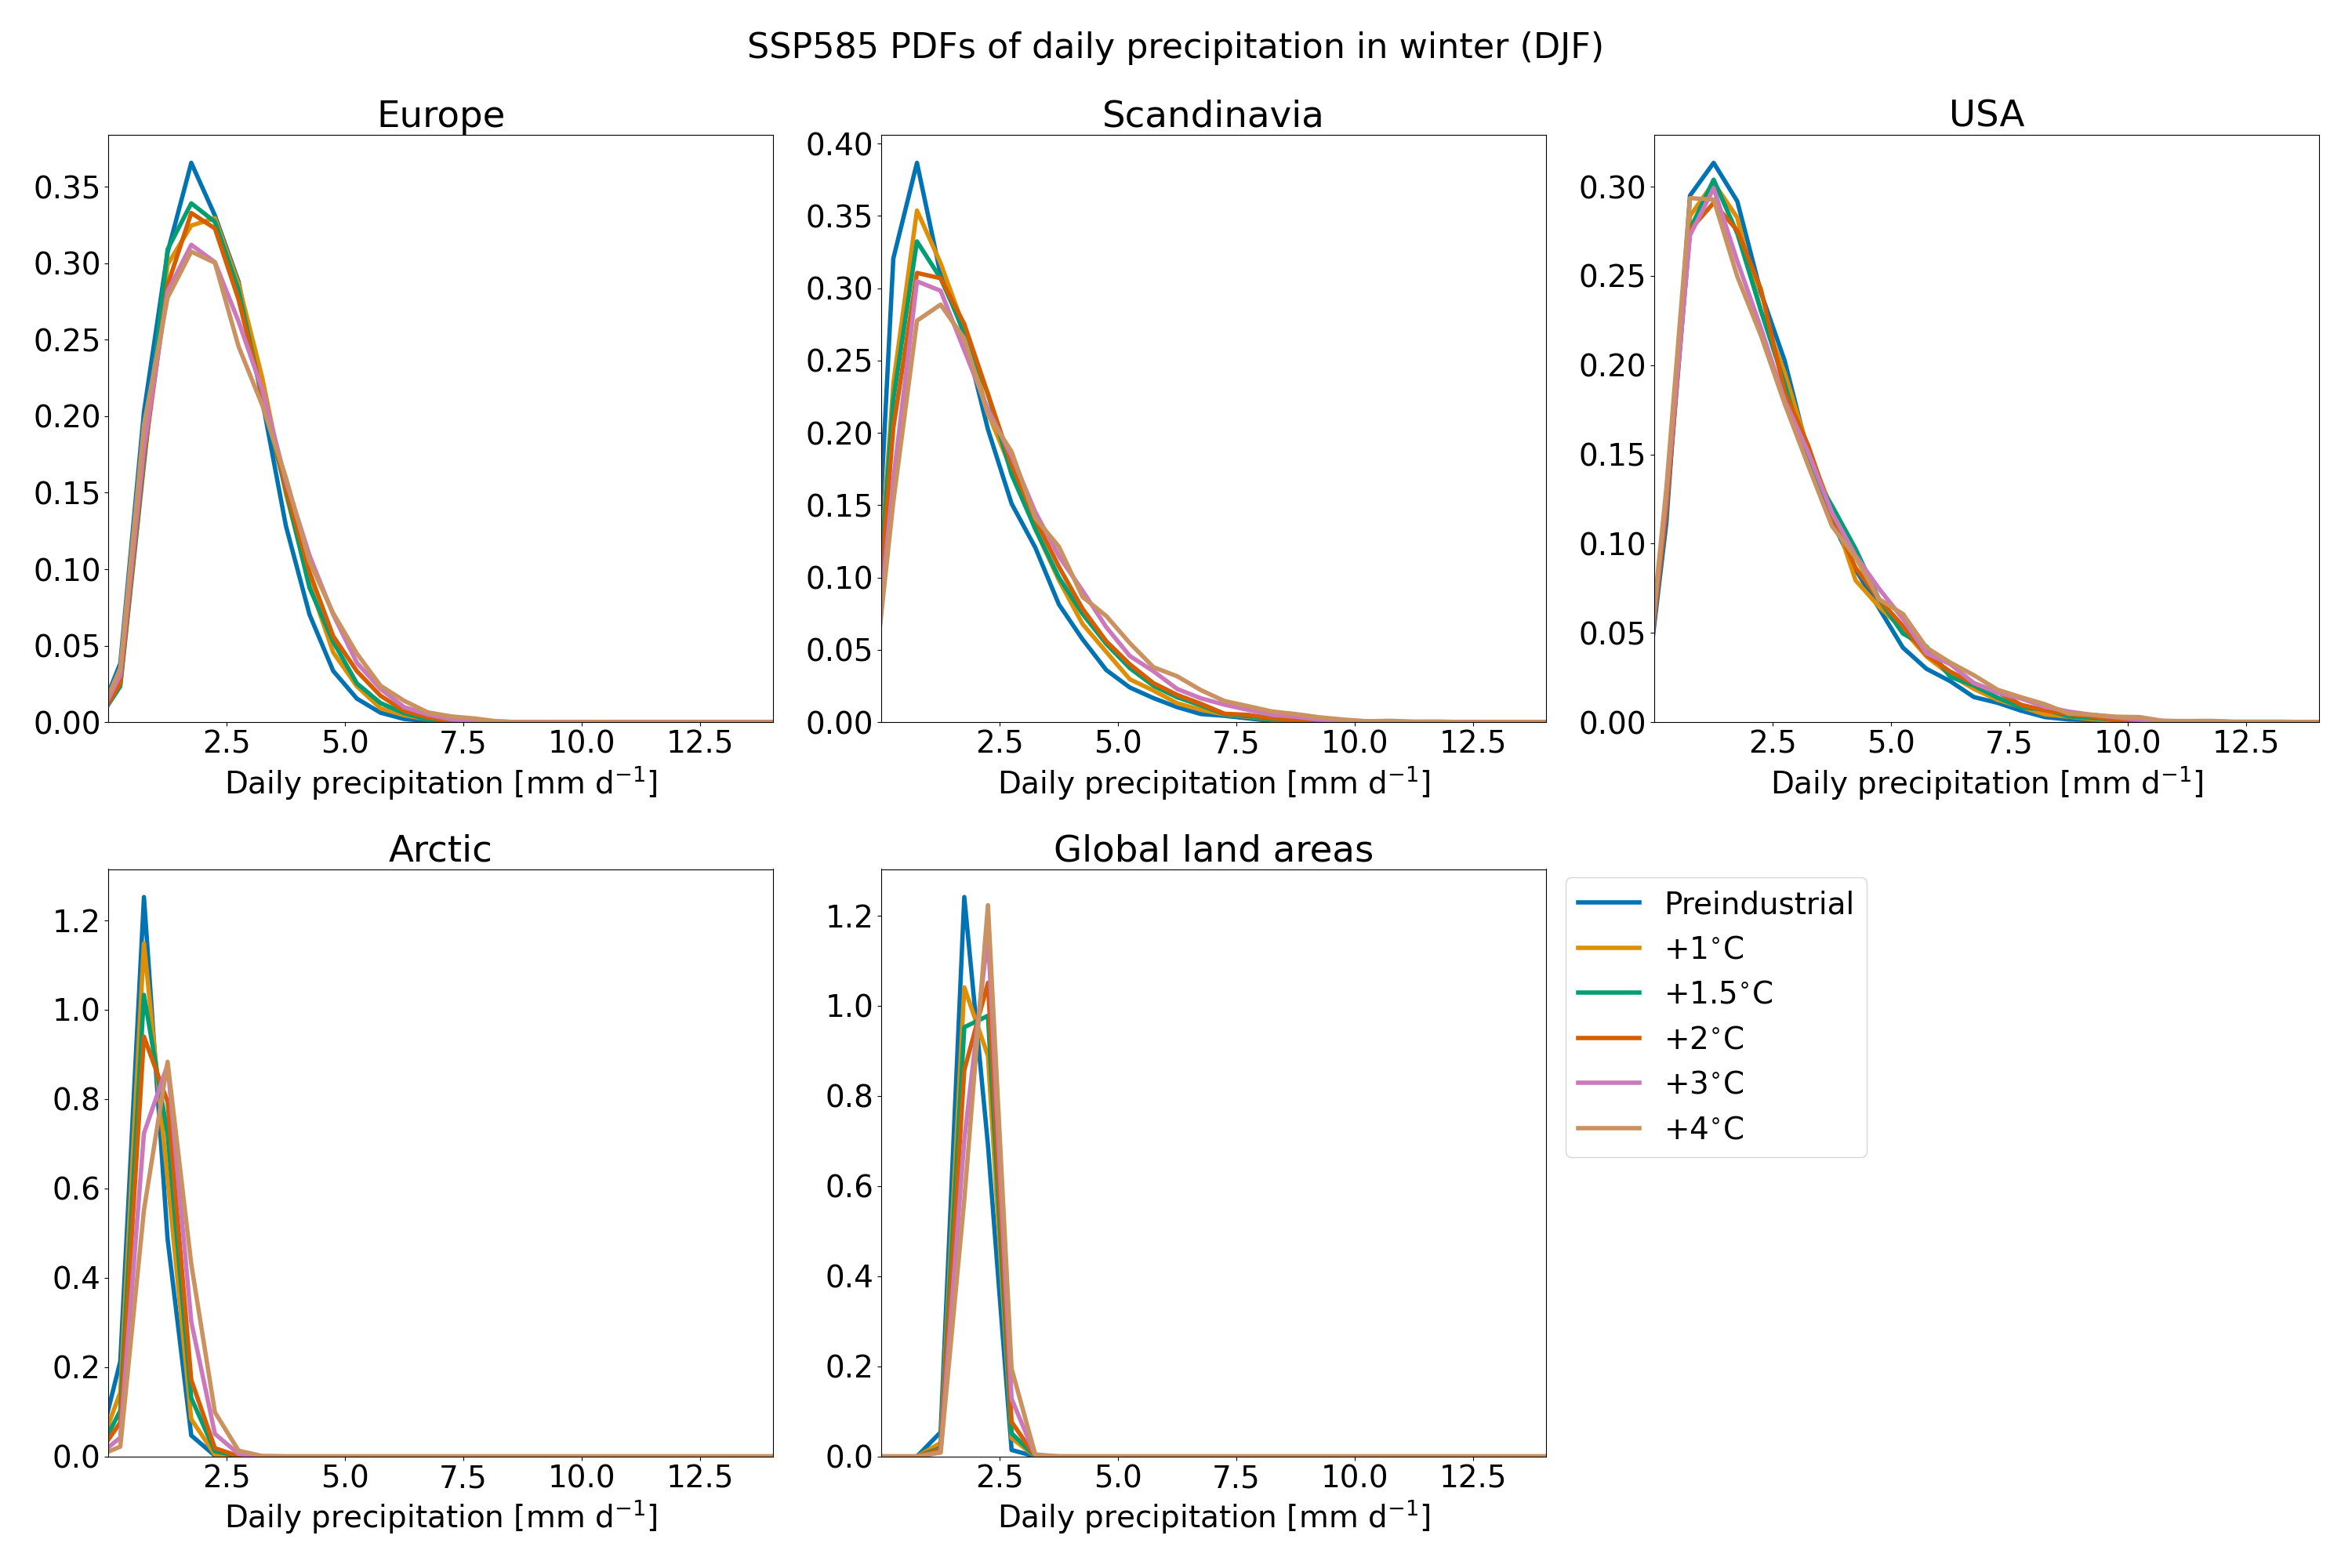 SSP585 PDFs of daily precipitation in winter (DJF)
Europe
0.35
0.30
0.25
0.20
0.15
0.10
0.05
0.00
2.5 5.0 7.5 10.0 12.5
Daily precipitation [mm d⁻¹]
Scandinavia
0.40
0.35
0.30
0.25
0.20
0.15
0.10
0.05
0.00
2.5 5.0 7.5 10.0 12.5
Daily precipitation [mm d⁻¹]
USA
0.30
0.25
0.20
0.15
0.10
0.05
0.00
2.5 5.0 7.5 10.0 12.5
Daily precipitation [mm d⁻¹]
Arctic
1.2
1.0
0.8
0.6
0.4
0.2
0.0
2.5 5.0 7.5 10.0 12.5
Daily precipitation [mm d⁻¹]
Global land areas
1.2
1.0
0.8
0.6
0.4
0.2
0.0
2.5 5.0 7.5 10.0 12.5
Daily precipitation [mm d⁻¹]
Preindustrial
+1°C
+1.5°C
+2°C
+3°C
+4°C